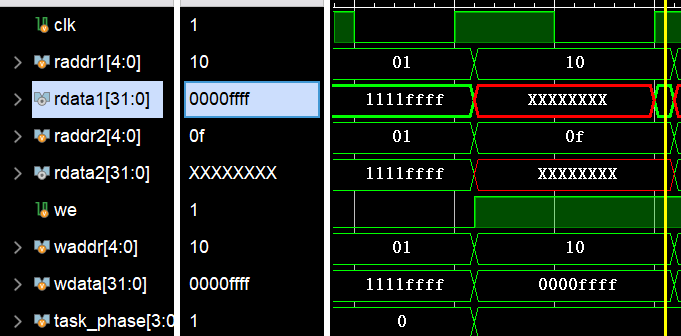 clk 1
raddr1[4:0] 10 01 10
rdata1[31:0] 0000ffff 1111ffff XXXXXXXX
raddr2[4:0] 0f 01 0f
rdata2[31:0] XXXXXXXX 1111ffff XXXXXXXX
we 1
waddr[4:0] 10 01 10
wdata[31:0] 0000ffff 1111ffff 0000ffff
task_phase[3:0 1 0